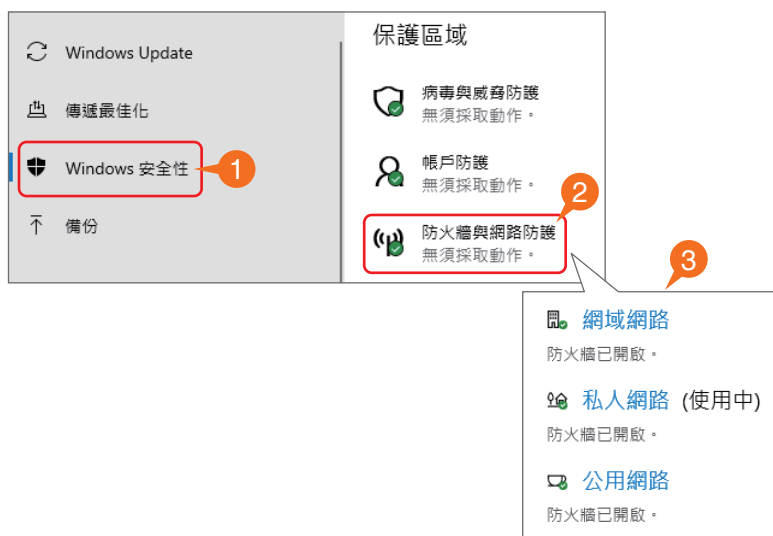 Windows Update
傳遞最佳化
Windows 安全性
1
備份
保護區域
病毒與威脅防護
無須採取動作。
帳戶防護
無須採取動作。
2
防火牆與網路防護
無須採取動作。
3
網域網路
防火牆已開啟。
私人網路 (使用中)
防火牆已開啟。
公用網路
防火牆已開啟。